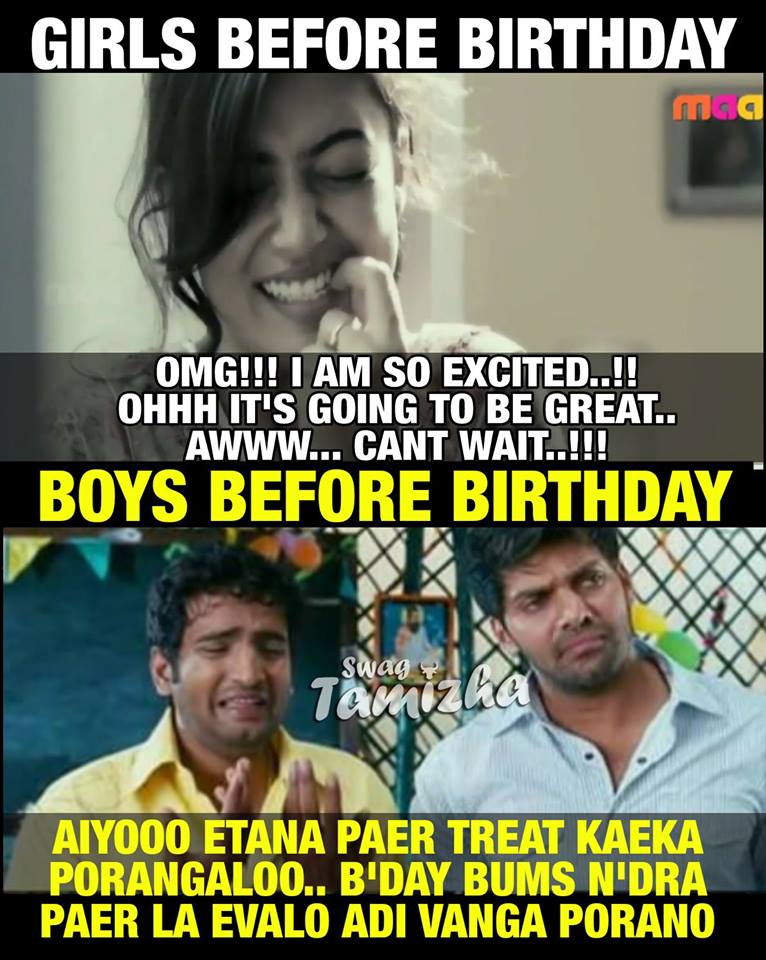 GIRLS BEFORE BIRTHDAY
maa
OMG!!! I AM SO EXCITED..!!
OHHH IT'S GOING TO BE GREAT..
AWWW... CANT WAIT..!!!
BOYS BEFORE BIRTHDAY
Swag
Tamizha
AIYOOO ETANA PAER TREAT KAEKA
PORANGALOO.. B'DAY BUMS N'DRA
PAER LA EVALO ADI VANGA PORANO